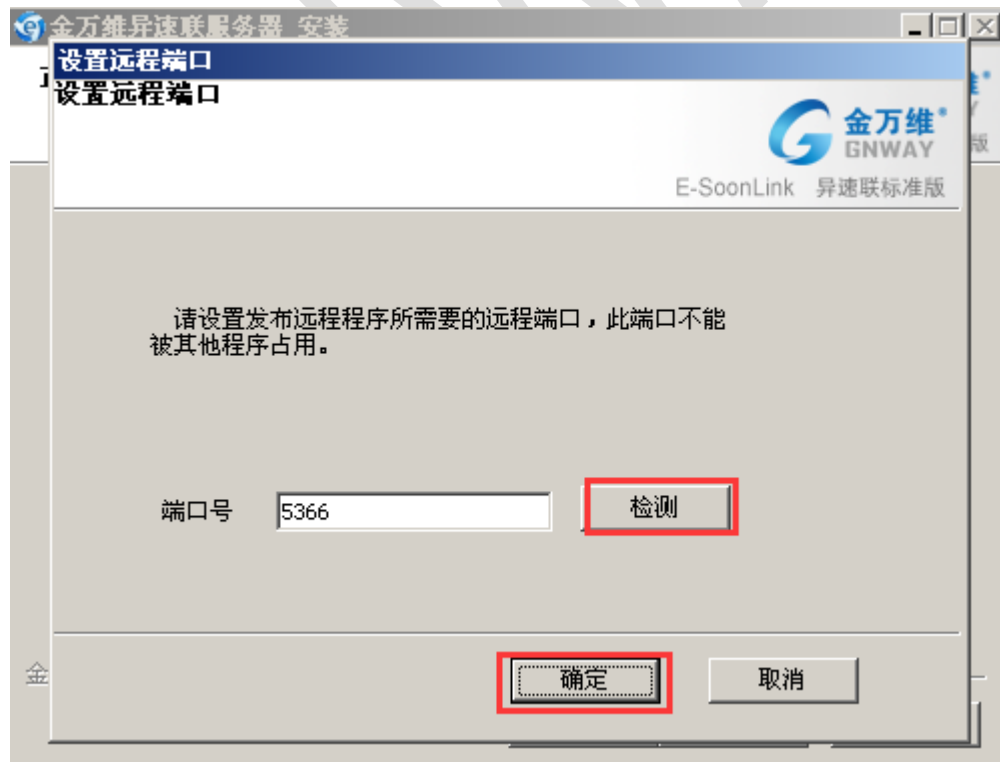 金万维异速联服务器 安装
设置远程端口
设置远程端口
金万维
GNWAY
E-SoonLink 异速联标准版
版
请设置发布远程程序所需要的远程端口，此端口不能
被其他程序占用。
端口号 5366 检测
金
确定 取消